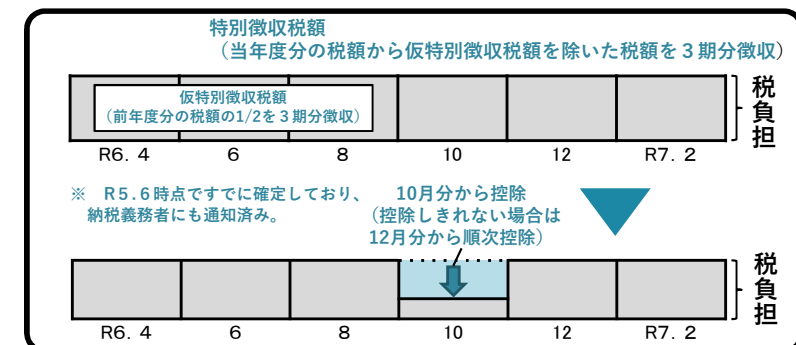 特別徴収税額
（当年度分の税額から仮特別徴収税額を除いた税額を３期分徴収）
仮特別徴収税額
（前年度分の税額の1/2を３期分徴収）
税負担
R6. 4 6 8 10 12 R7. 2
※　R5.6時点ですでに確定しており、
納税義務者にも通知済み。
10月分から控除
（控除しきれない場合は
12月分から順次控除）
税負担
R6. 4 6 8 10 12 R7. 2